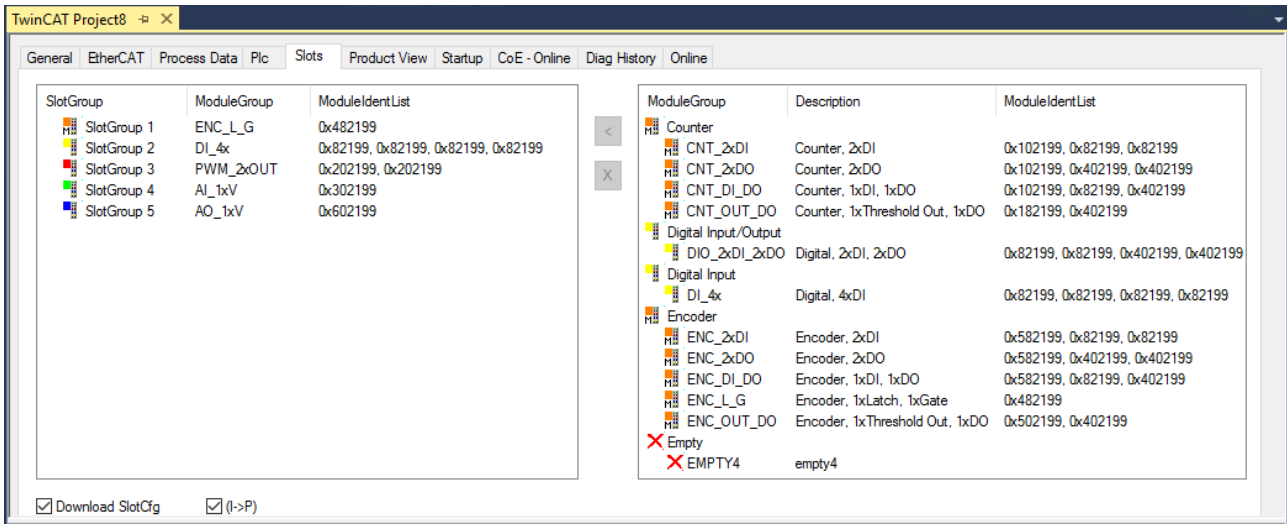 TwinCAT Project8
General EtherCAT Process Data Plc Slots Product View Startup CoE - Online Diag History Online
SlotGroup ModuleGroup ModuleIdentList
SlotGroup 1 ENC_L_G 0x482199
SlotGroup 2 DI_4x 0x82199, 0x82199, 0x82199, 0x82199
SlotGroup 3 PWM_2xOUT 0x202199, 0x202199
SlotGroup 4 AI_1xV 0x302199
SlotGroup 5 AO_1xV 0x602199
<
X
ModuleGroup Description ModuleIdentList
Counter
CNT_2xDI Counter, 2xDI 0x102199, 0x82199, 0x82199
CNT_2xDO Counter, 2xDO 0x102199, 0x402199, 0x402199
CNT_DI_DO Counter, 1xDI, 1xDO 0x102199, 0x82199, 0x402199
CNT_OUT_DO Counter, 1xThreshold Out, 1xDO 0x182199, 0x402199
Digital Input/Output
DIO_2xDI_2xDO Digital, 2xDI, 2xDO 0x82199, 0x82199, 0x402199, 0x402199
Digital Input
DI_4x Digital, 4xDI 0x82199, 0x82199, 0x82199, 0x82199
Encoder
ENC_2xDI Encoder, 2xDI 0x582199, 0x82199, 0x82199
ENC_2xDO Encoder, 2xDO 0x582199, 0x402199, 0x402199
ENC_DI_DO Encoder, 1xDI, 1xDO 0x582199, 0x82199, 0x402199
ENC_L_G Encoder, 1xLatch, 1xGate 0x482199
ENC_OUT_DO Encoder, 1xThreshold Out, 1xDO 0x502199, 0x402199
Empty
EMPTY4 empty4
Download SlotCfg (I->P)